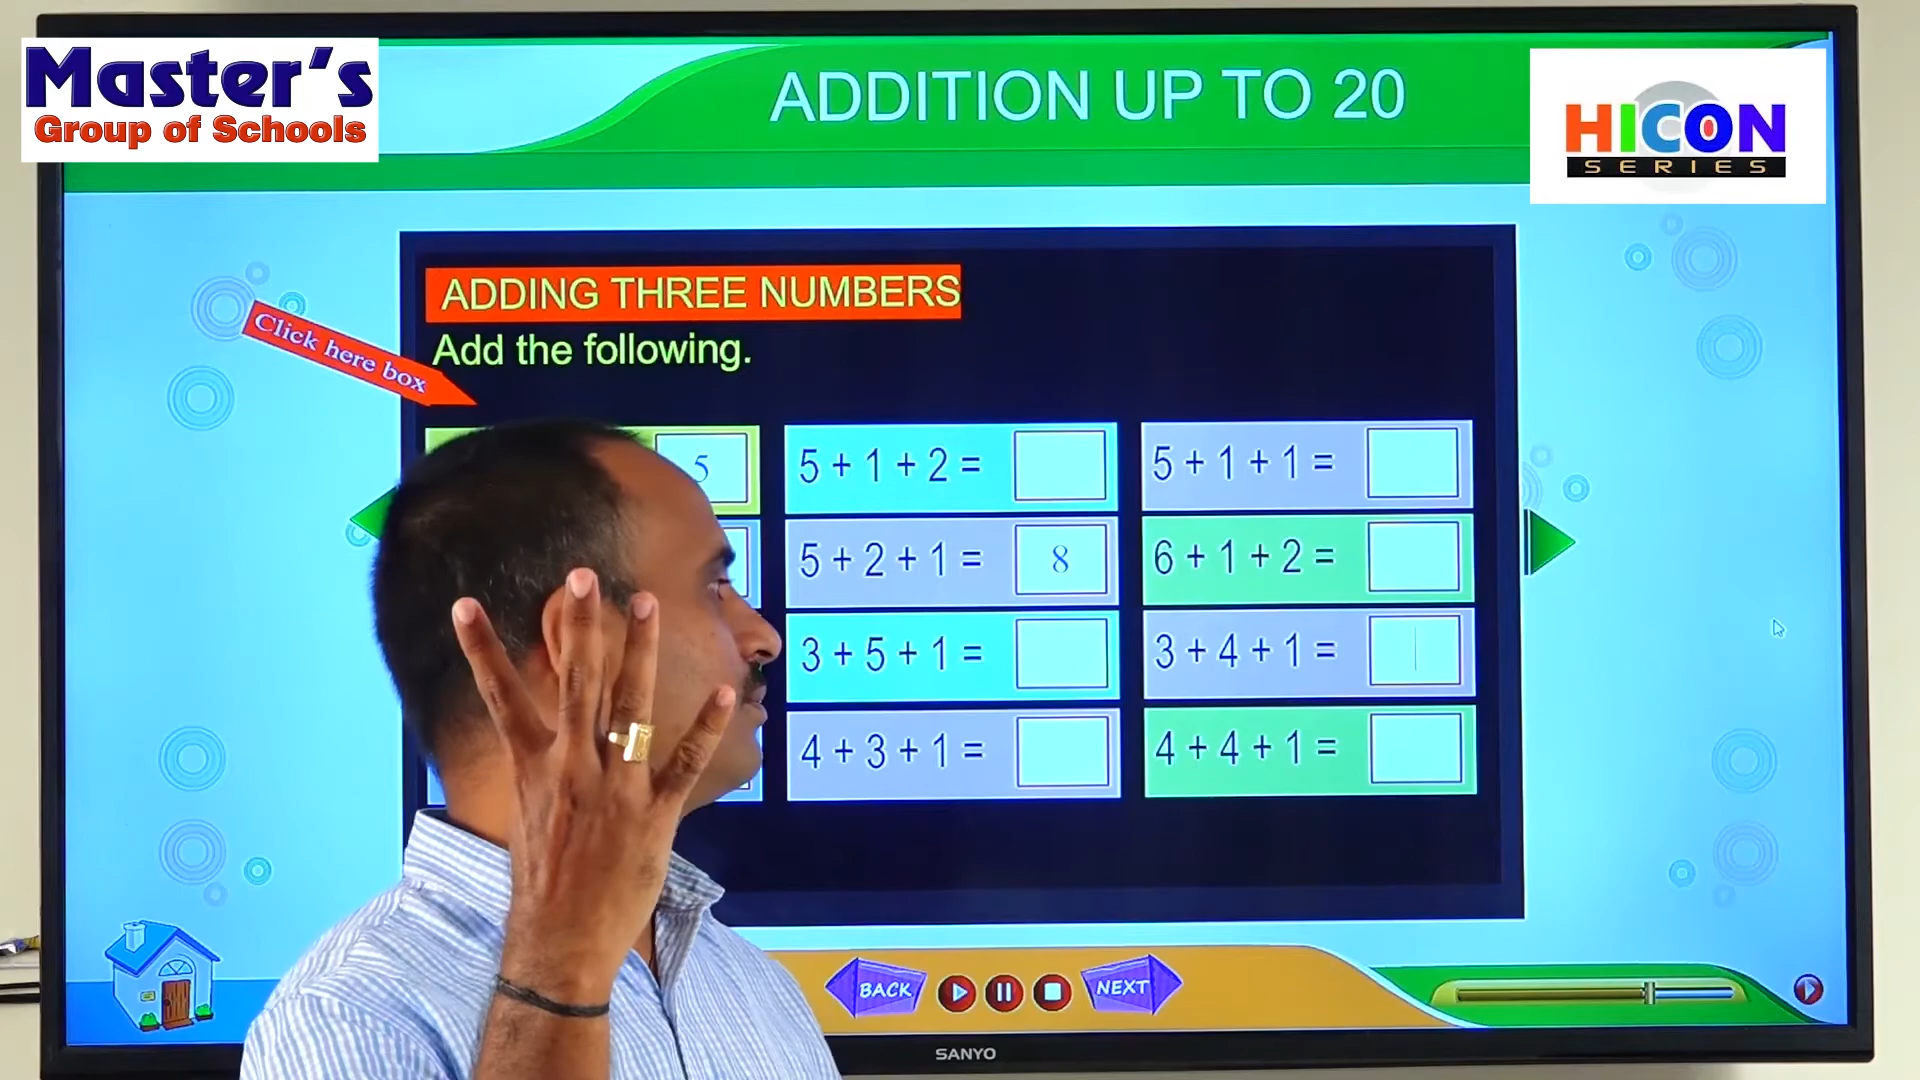 Master's
Group of Schools
ADDITION UP TO 20
HICON
SERIES
ADDING THREE NUMBERS
Add the following.
Click here box
5
5 + 1 + 2 =
5 + 1 + 1 =
5 + 2 + 1 = 8
6 + 1 + 2 =
3 + 5 + 1 =
3 + 4 + 1 =
4 + 3 + 1 =
4 + 4 + 1 =
BACK
NEXT
SANYO